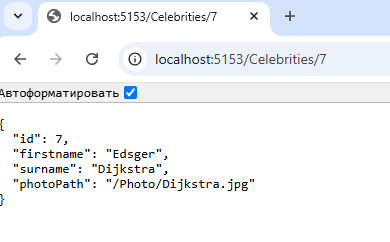 localhost:5153/Celebrities/7
localhost:5153/Celebrities/7
Автоформатировать
{
  "id": 7,
  "firstname": "Edsger",
  "surname": "Dijkstra",
  "photoPath": "/Photo/Dijkstra.jpg"
}